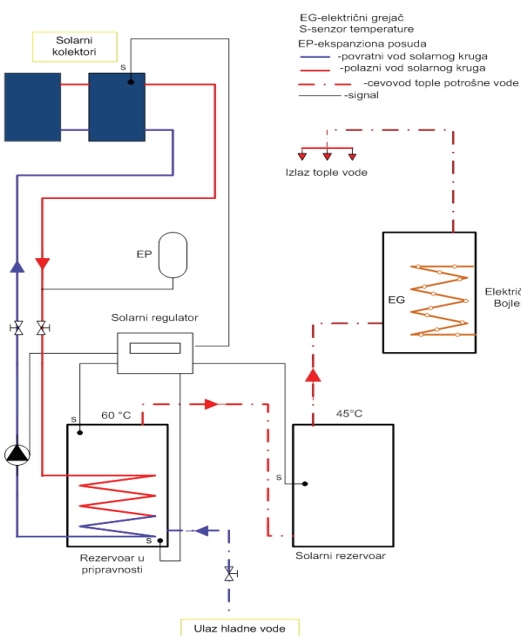 EG-električni grejač
S-senzor temperature
EP-ekspanziona posuda
-povratni vod solarnog kruga
-polazni vod solarnog kruga
-cevovod tople potrošne vode
-signal
Solarni
kolektori
s
Izlaz tople vode
EP
EG
Električ
Bojle
Solarni regulator
60 °C
45°C
s
s
s
Rezervoar u
pripravnosti
Solarni rezervoar
Ulaz hladne vode